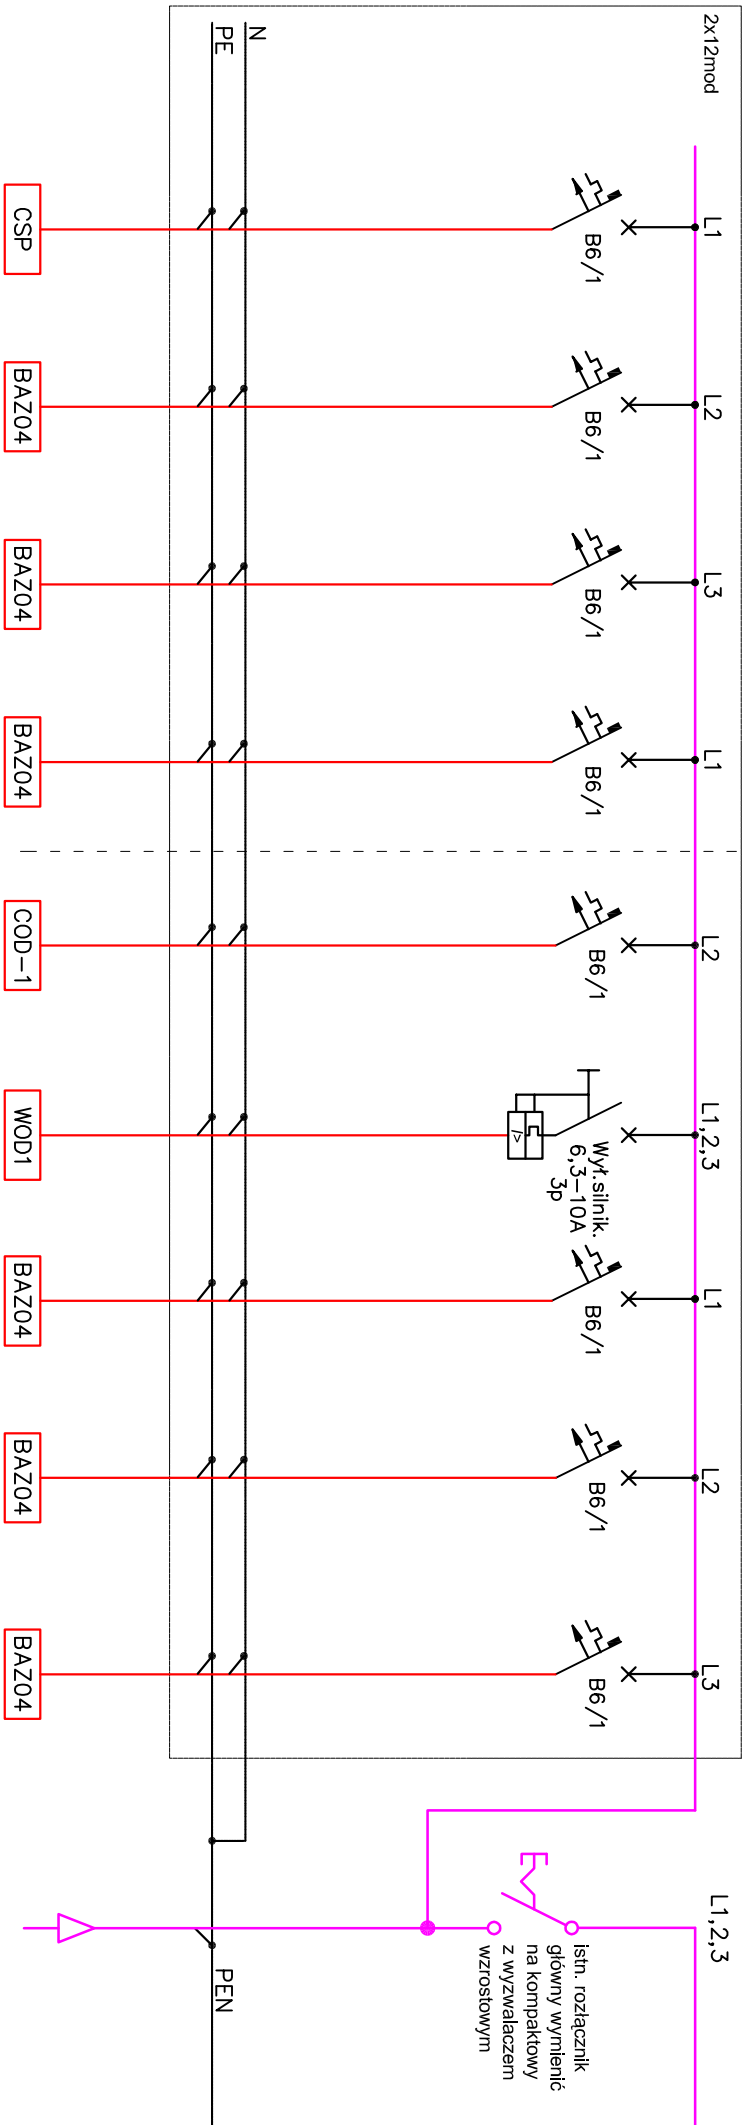 2x12mod
L1
L2
L3
L1
L2
L1,2,3
L1
L2
L3
L1,2,3
B6/1
B6/1
B6/1
B6/1
B6/1
Wył.silnik.
6,3-10A
3p
I>
B6/1
B6/1
B6/1
istn. rozłącznik
główny wymienić
na kompaktowy
z wyzwalaczem
wzrostowym
N
PE
PEN
CSP
BAZ04
BAZ04
BAZ04
COD-1
WOD1
BAZ04
BAZ04
BAZ04